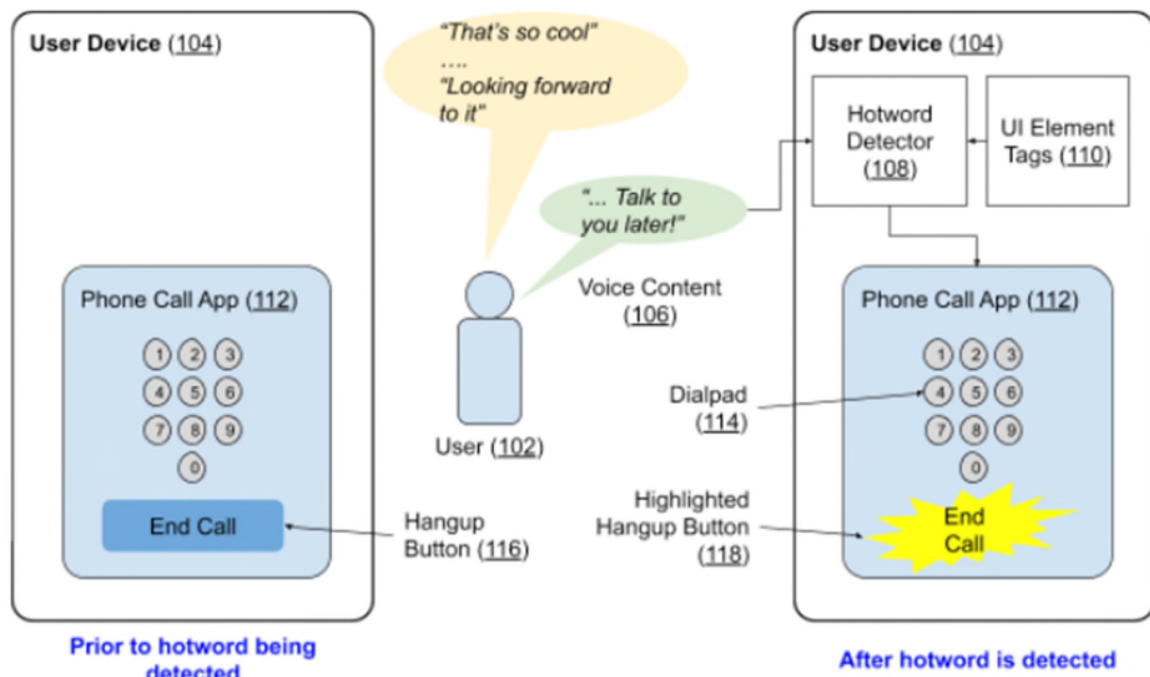 User Device (104)
Phone Call App (112)
1 2 3
4 5 6
7 8 9
0
End Call
Hangup
Button (116)
Prior to hotword being
detected
“That’s so cool”
....
“Looking forward
to it”
“... Talk to
you later!”
Voice Content
(106)
User (102)
Dialpad
(114)
Highlighted
Hangup Button
(118)
User Device (104)
Hotword
Detector
(108)
UI Element
Tags (110)
Phone Call App (112)
1 2 3
4 5 6
7 8 9
0
End
Call
After hotword is detected